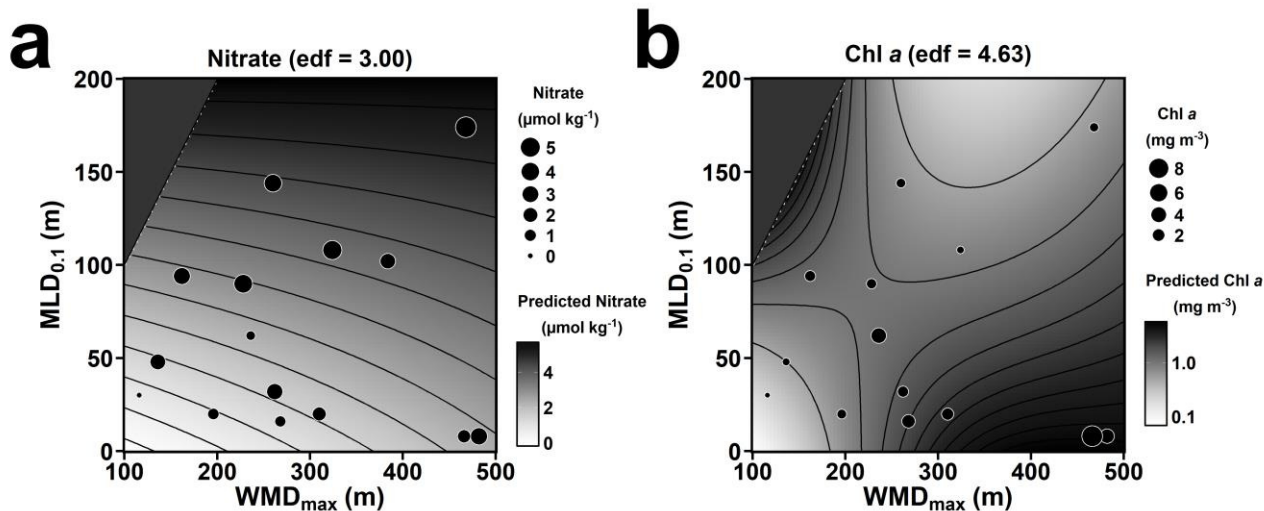 a
Nitrate (edf = 3.00)
200
150
100
50
0
MLD0.1 (m)
100 200 300 400 500
WMDmax (m)
Nitrate
(µmol kg-1)
5
4
3
2
1
0
Predicted Nitrate
(µmol kg-1)
4
2
0
b
Chl a (edf = 4.63)
200
150
100
50
0
MLD0.1 (m)
100 200 300 400 500
WMDmax (m)
Chl a
(mg m-3)
8
6
4
2
Predicted Chl a
(mg m-3)
1.0
0.1